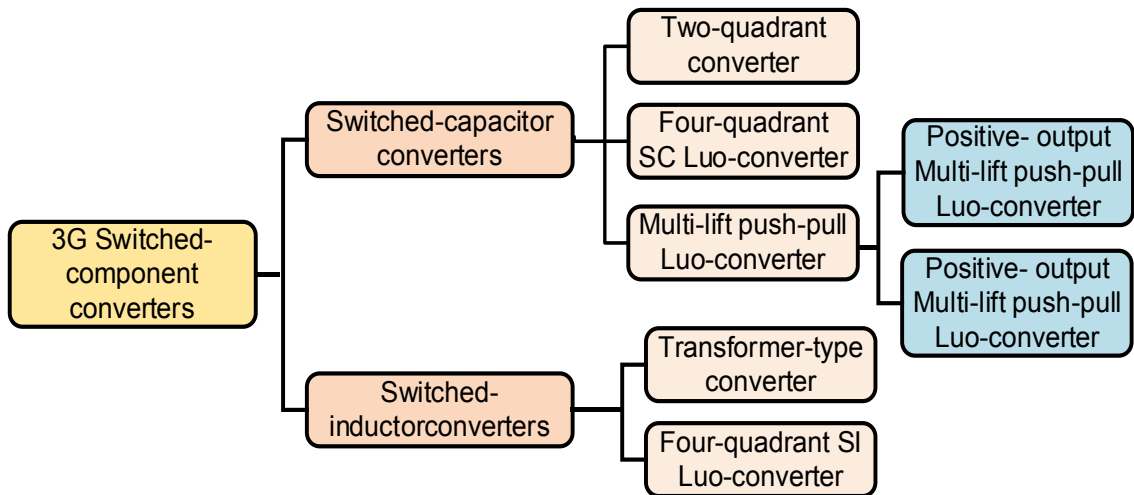 Two-quadrant
converter
Switched-capacitor
converters
Four-quadrant
SC Luo-converter
Positive- output
Multi-lift push-pull
Luo-converter
3G Switched-
component
converters
Multi-lift push-pull
Luo-converter
Positive- output
Multi-lift push-pull
Luo-converter
Switched-
inductorconverters
Transformer-type
converter
Four-quadrant SI
Luo-converter